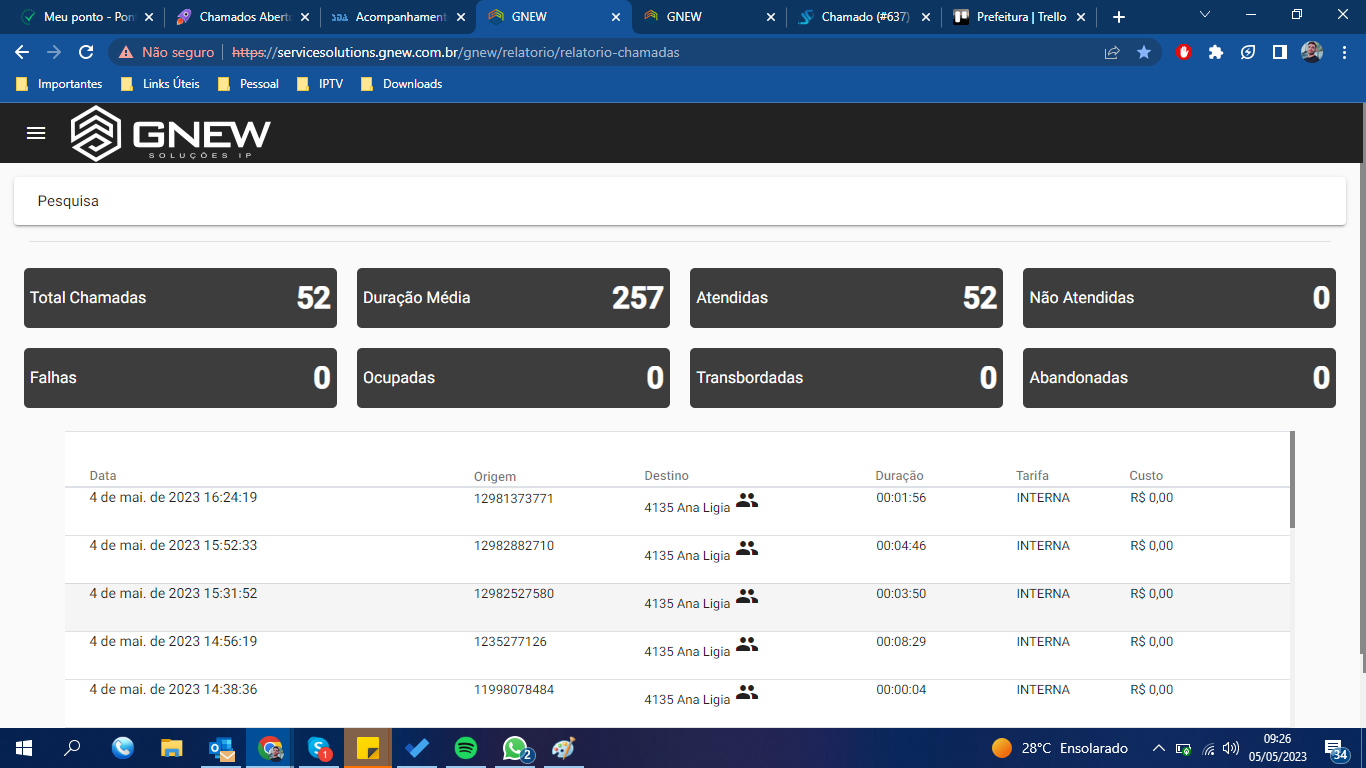 Meu ponto - Pon
Chamados Abert
Acompanhament
GNEW
GNEW
Chamado (#637)
Prefeitura | Trello
Não seguro
https://servicesolutions.gnew.com.br/gnew/relatorio/relatorio-chamadas
Importantes
Links Úteis
Pessoal
IPTV
Downloads
GNEW
SOLUÇÕES IP
Pesquisa
Total Chamadas 52
Duração Média 257
Atendidas 52
Não Atendidas 0
Falhas 0
Ocupadas 0
Transbordadas 0
Abandonadas 0
Data Origem Destino Duração Tarifa Custo
4 de mai. de 2023 16:24:19 12981373771 4135 Ana Ligia 00:01:56 INTERNA R$ 0,00
4 de mai. de 2023 15:52:33 12982882710 4135 Ana Ligia 00:04:46 INTERNA R$ 0,00
4 de mai. de 2023 15:31:52 12982527580 4135 Ana Ligia 00:03:50 INTERNA R$ 0,00
4 de mai. de 2023 14:56:19 1235277126 4135 Ana Ligia 00:08:29 INTERNA R$ 0,00
4 de mai. de 2023 14:38:36 11998078484 4135 Ana Ligia 00:00:04 INTERNA R$ 0,00
1
2
28°C Ensolarado
09:26
05/05/2023
34